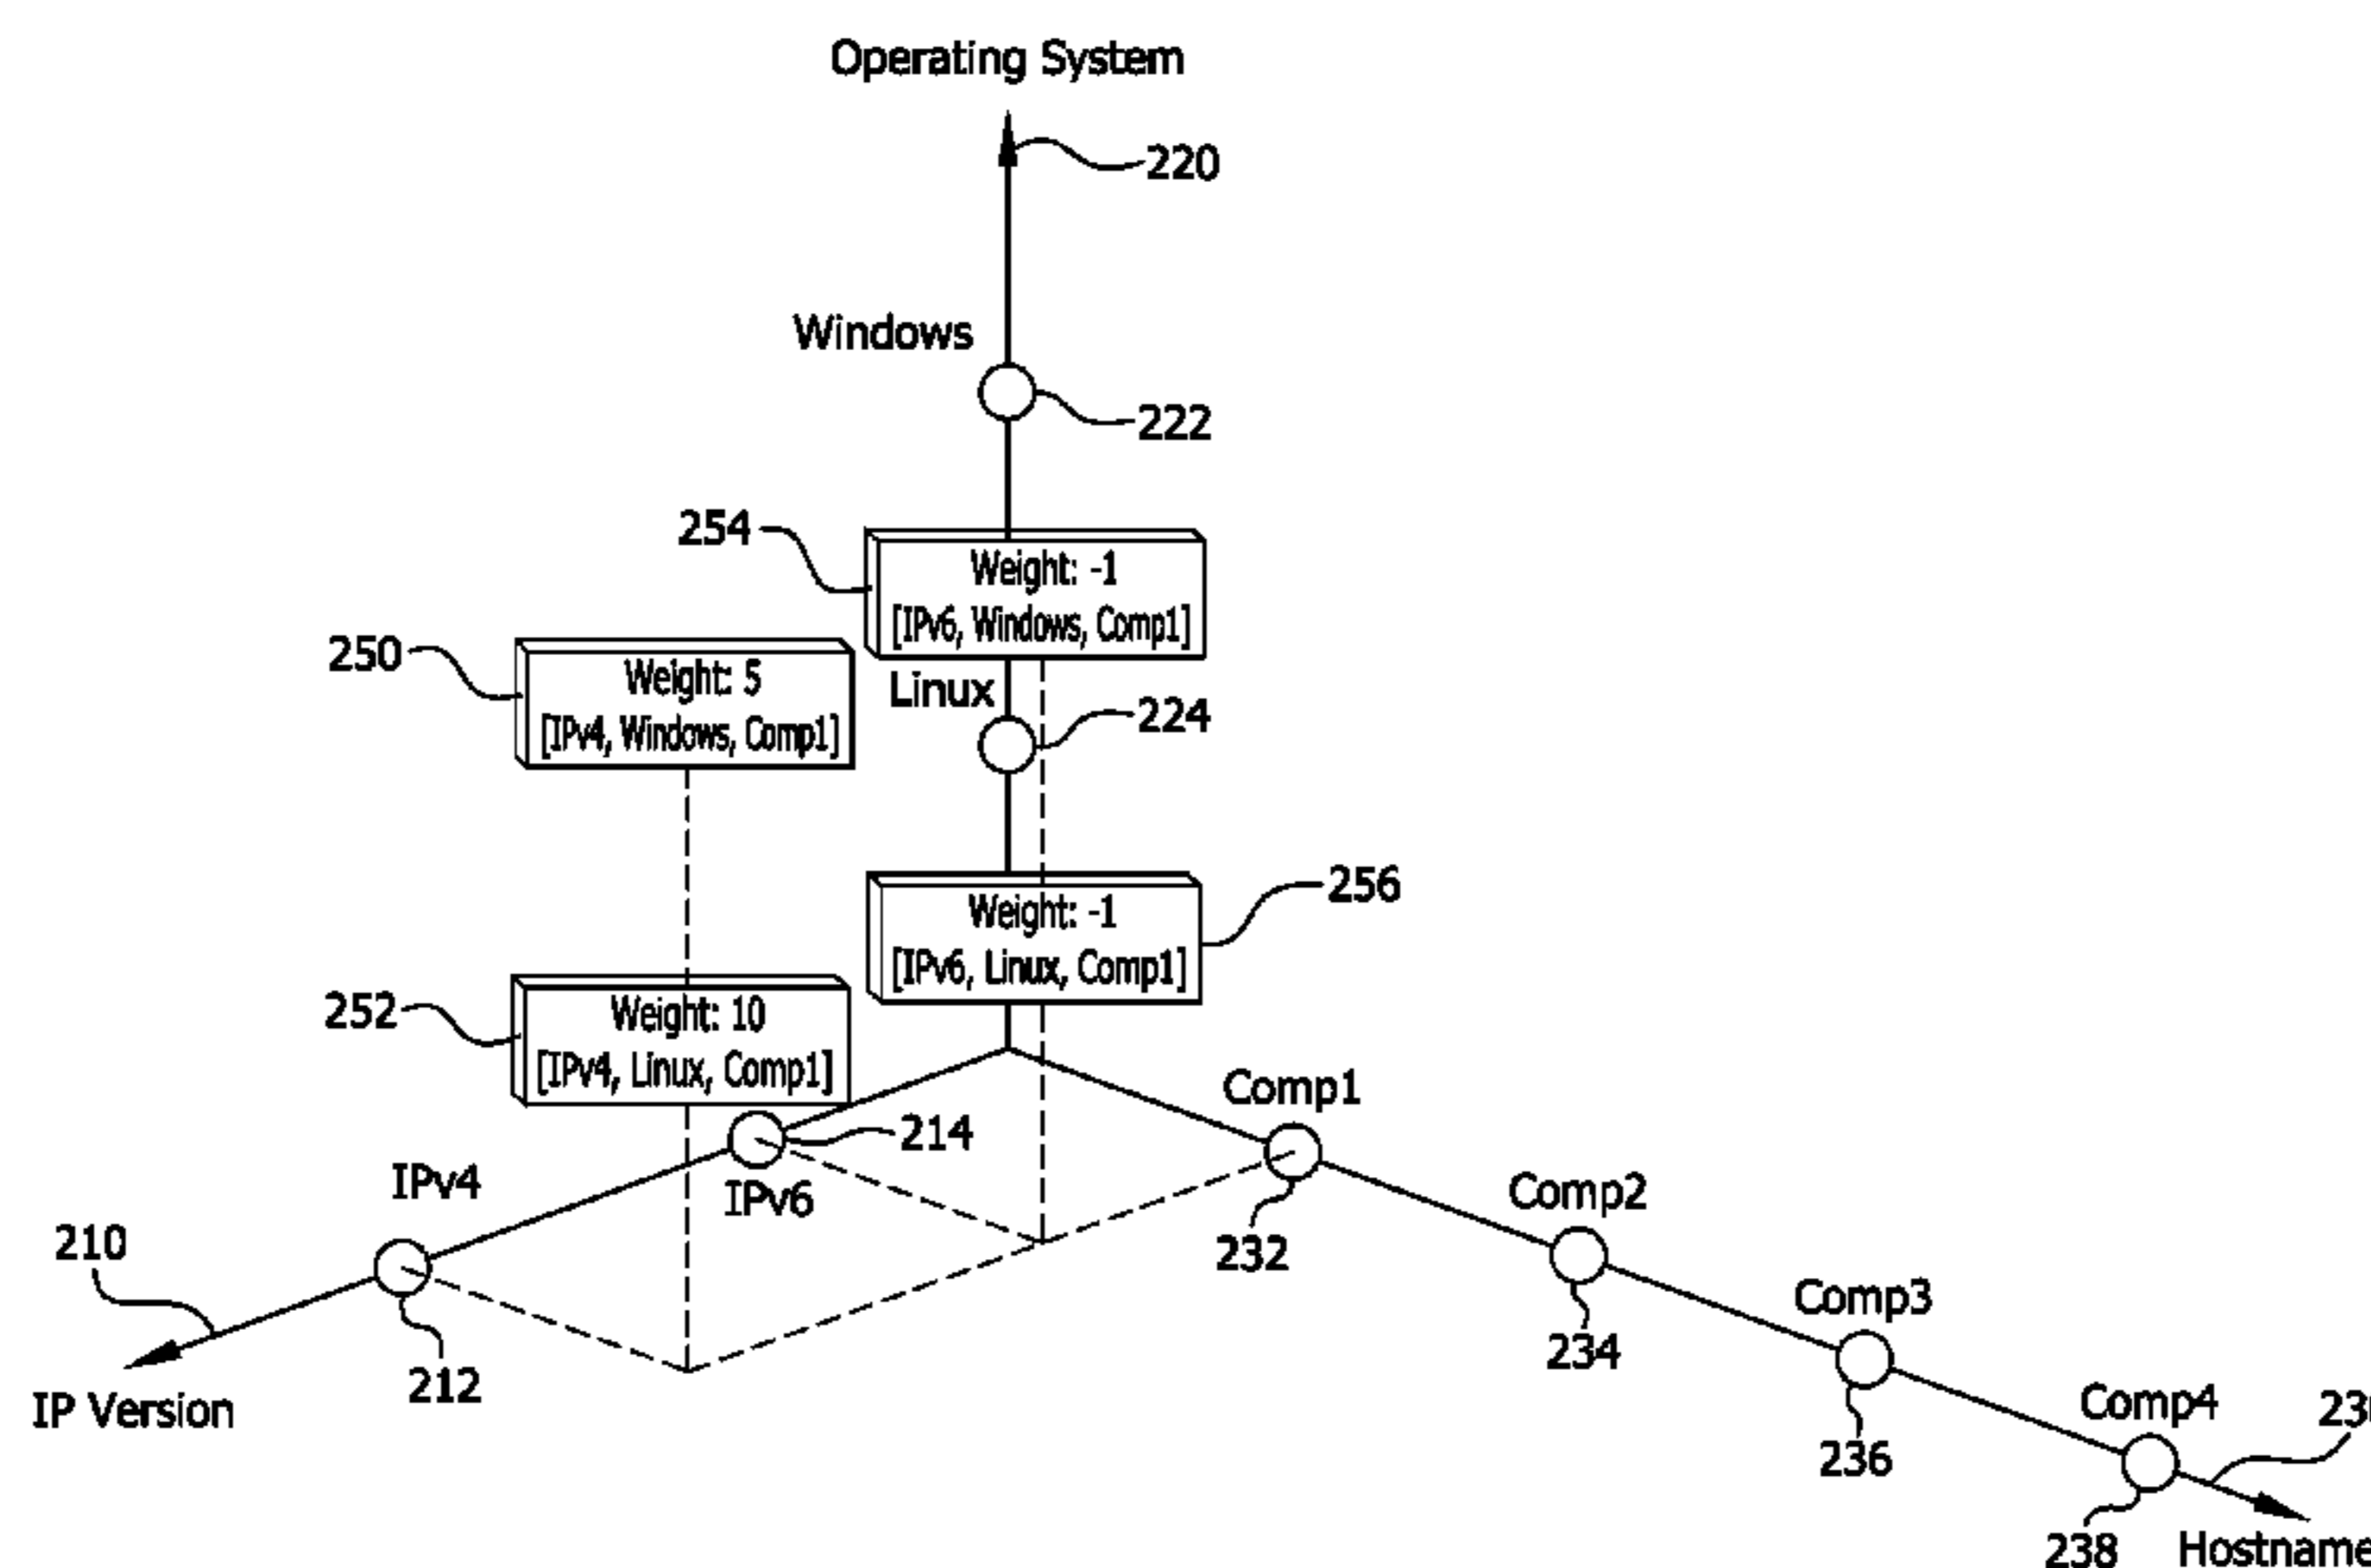 Operating System
220
Windows
222
254
Weight: -1
[IPv6, Windows, Comp1]
250
Weight: 5
[IPv4, Windows, Comp1]
Linux
224
256
Weight: -1
[IPv6, Linux, Comp1]
252
Weight: 10
[IPv4, Linux, Comp1]
Comp1
214
IPv4
IPv6
Comp2
210
232
Comp3
234
212
IP Version
Comp4
236
238
Hostname